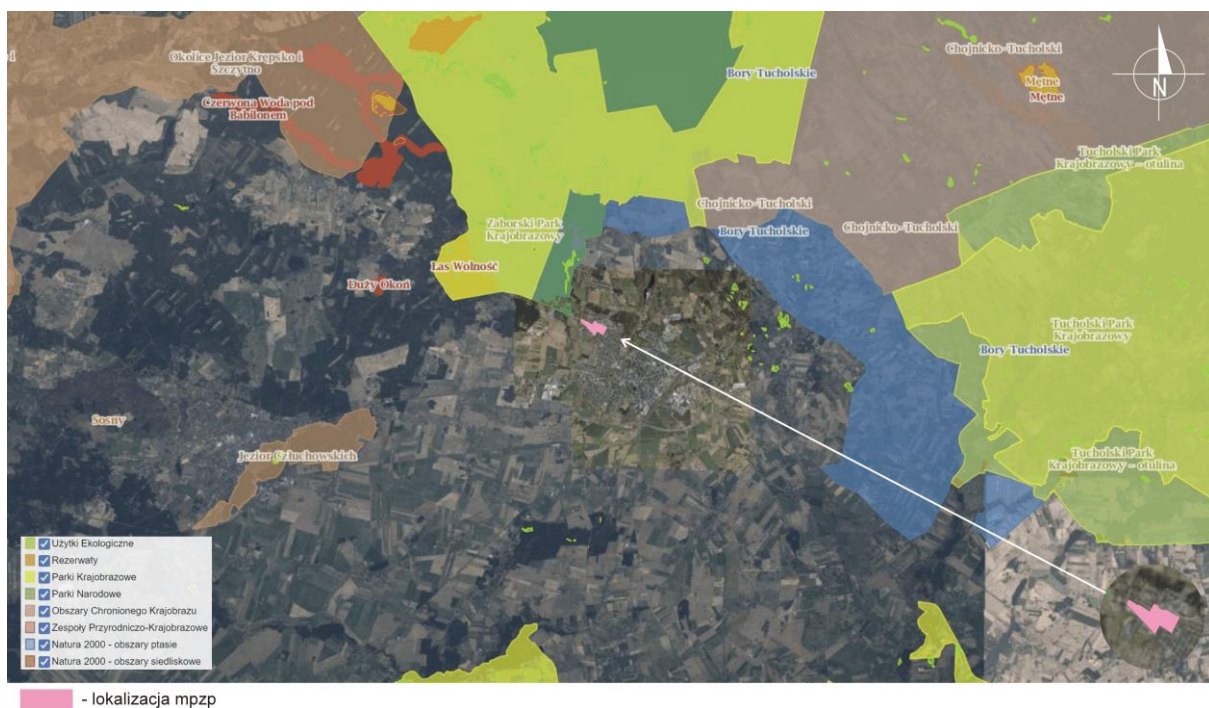 Okolice Jezior Krępsko i
Szczytno
Czerwona Woda pod
Babilonem
Bory Tucholskie
Chojnicko-Tucholski
Mętne
Mętne
N
Tucholski Park
Krajobrazowy - otulina
Zaborski Park
Krajobrazowy
Chojnicko-Tucholski
Bory Tucholskie
Chojnicko-Tucholski
Las Wolność
Duży Okoń
Tucholski Park
Krajobrazowy
Bory Tucholskie
Sosny
Jezior Człuchowskich
Tucholski Park
Krajobrazowy - otulina
Użytki Ekologiczne
Rezerwaty
Parki Krajobrazowe
Parki Narodowe
Obszary Chronionego Krajobrazu
Zespoły Przyrodniczo-Krajobrazowe
Natura 2000 - obszary ptasie
Natura 2000 - obszary siedliskowe
- lokalizacja mpzp